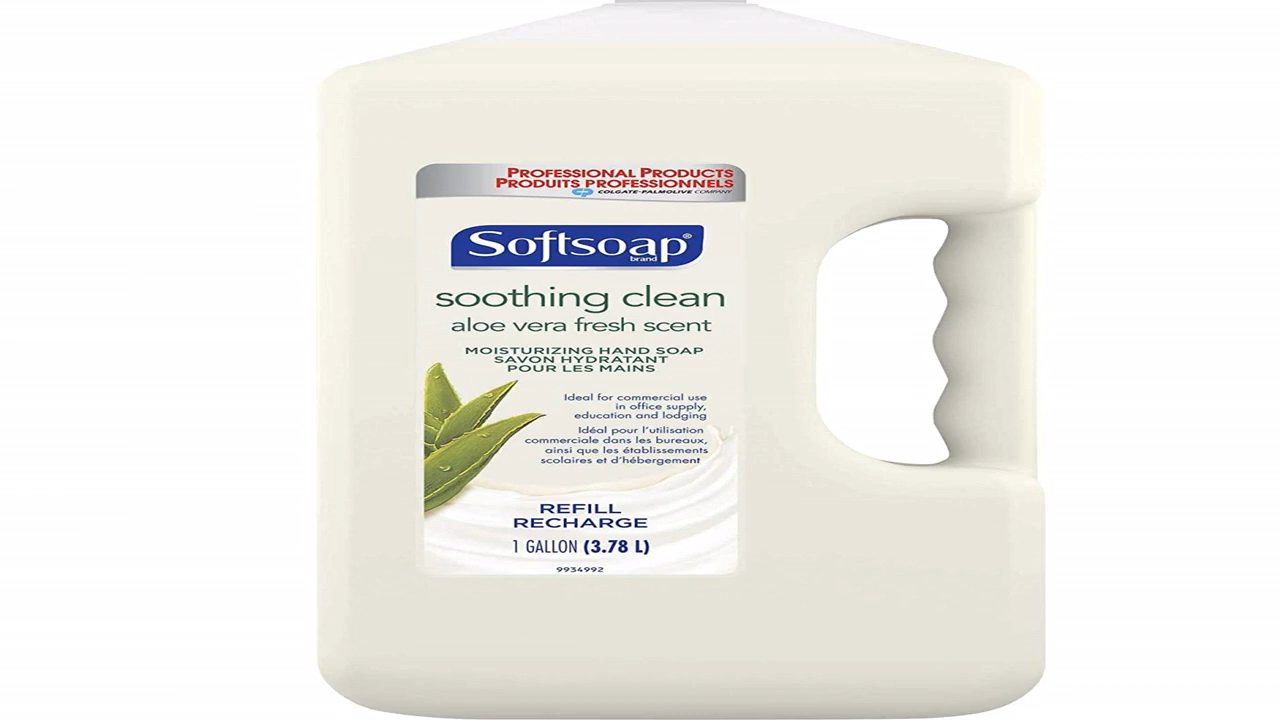 PROFESSIONAL PRODUCTS
PRODUITS PROFESSIONNELS
cp COLGATE-PALMOLIVE COMPANY
Softsoap®
brand
soothing clean
aloe vera fresh scent
MOISTURIZING HAND SOAP
SAVON HYDRATANT
POUR LES MAINS
Ideal for commercial use
in office supply,
education and lodging
Idéal pour l'utilisation
commerciale dans les bureaux,
ainsi que les établissements
scolaires et d'hébergement
REFILL
RECHARGE
1 GALLON (3.78 L)
9934992